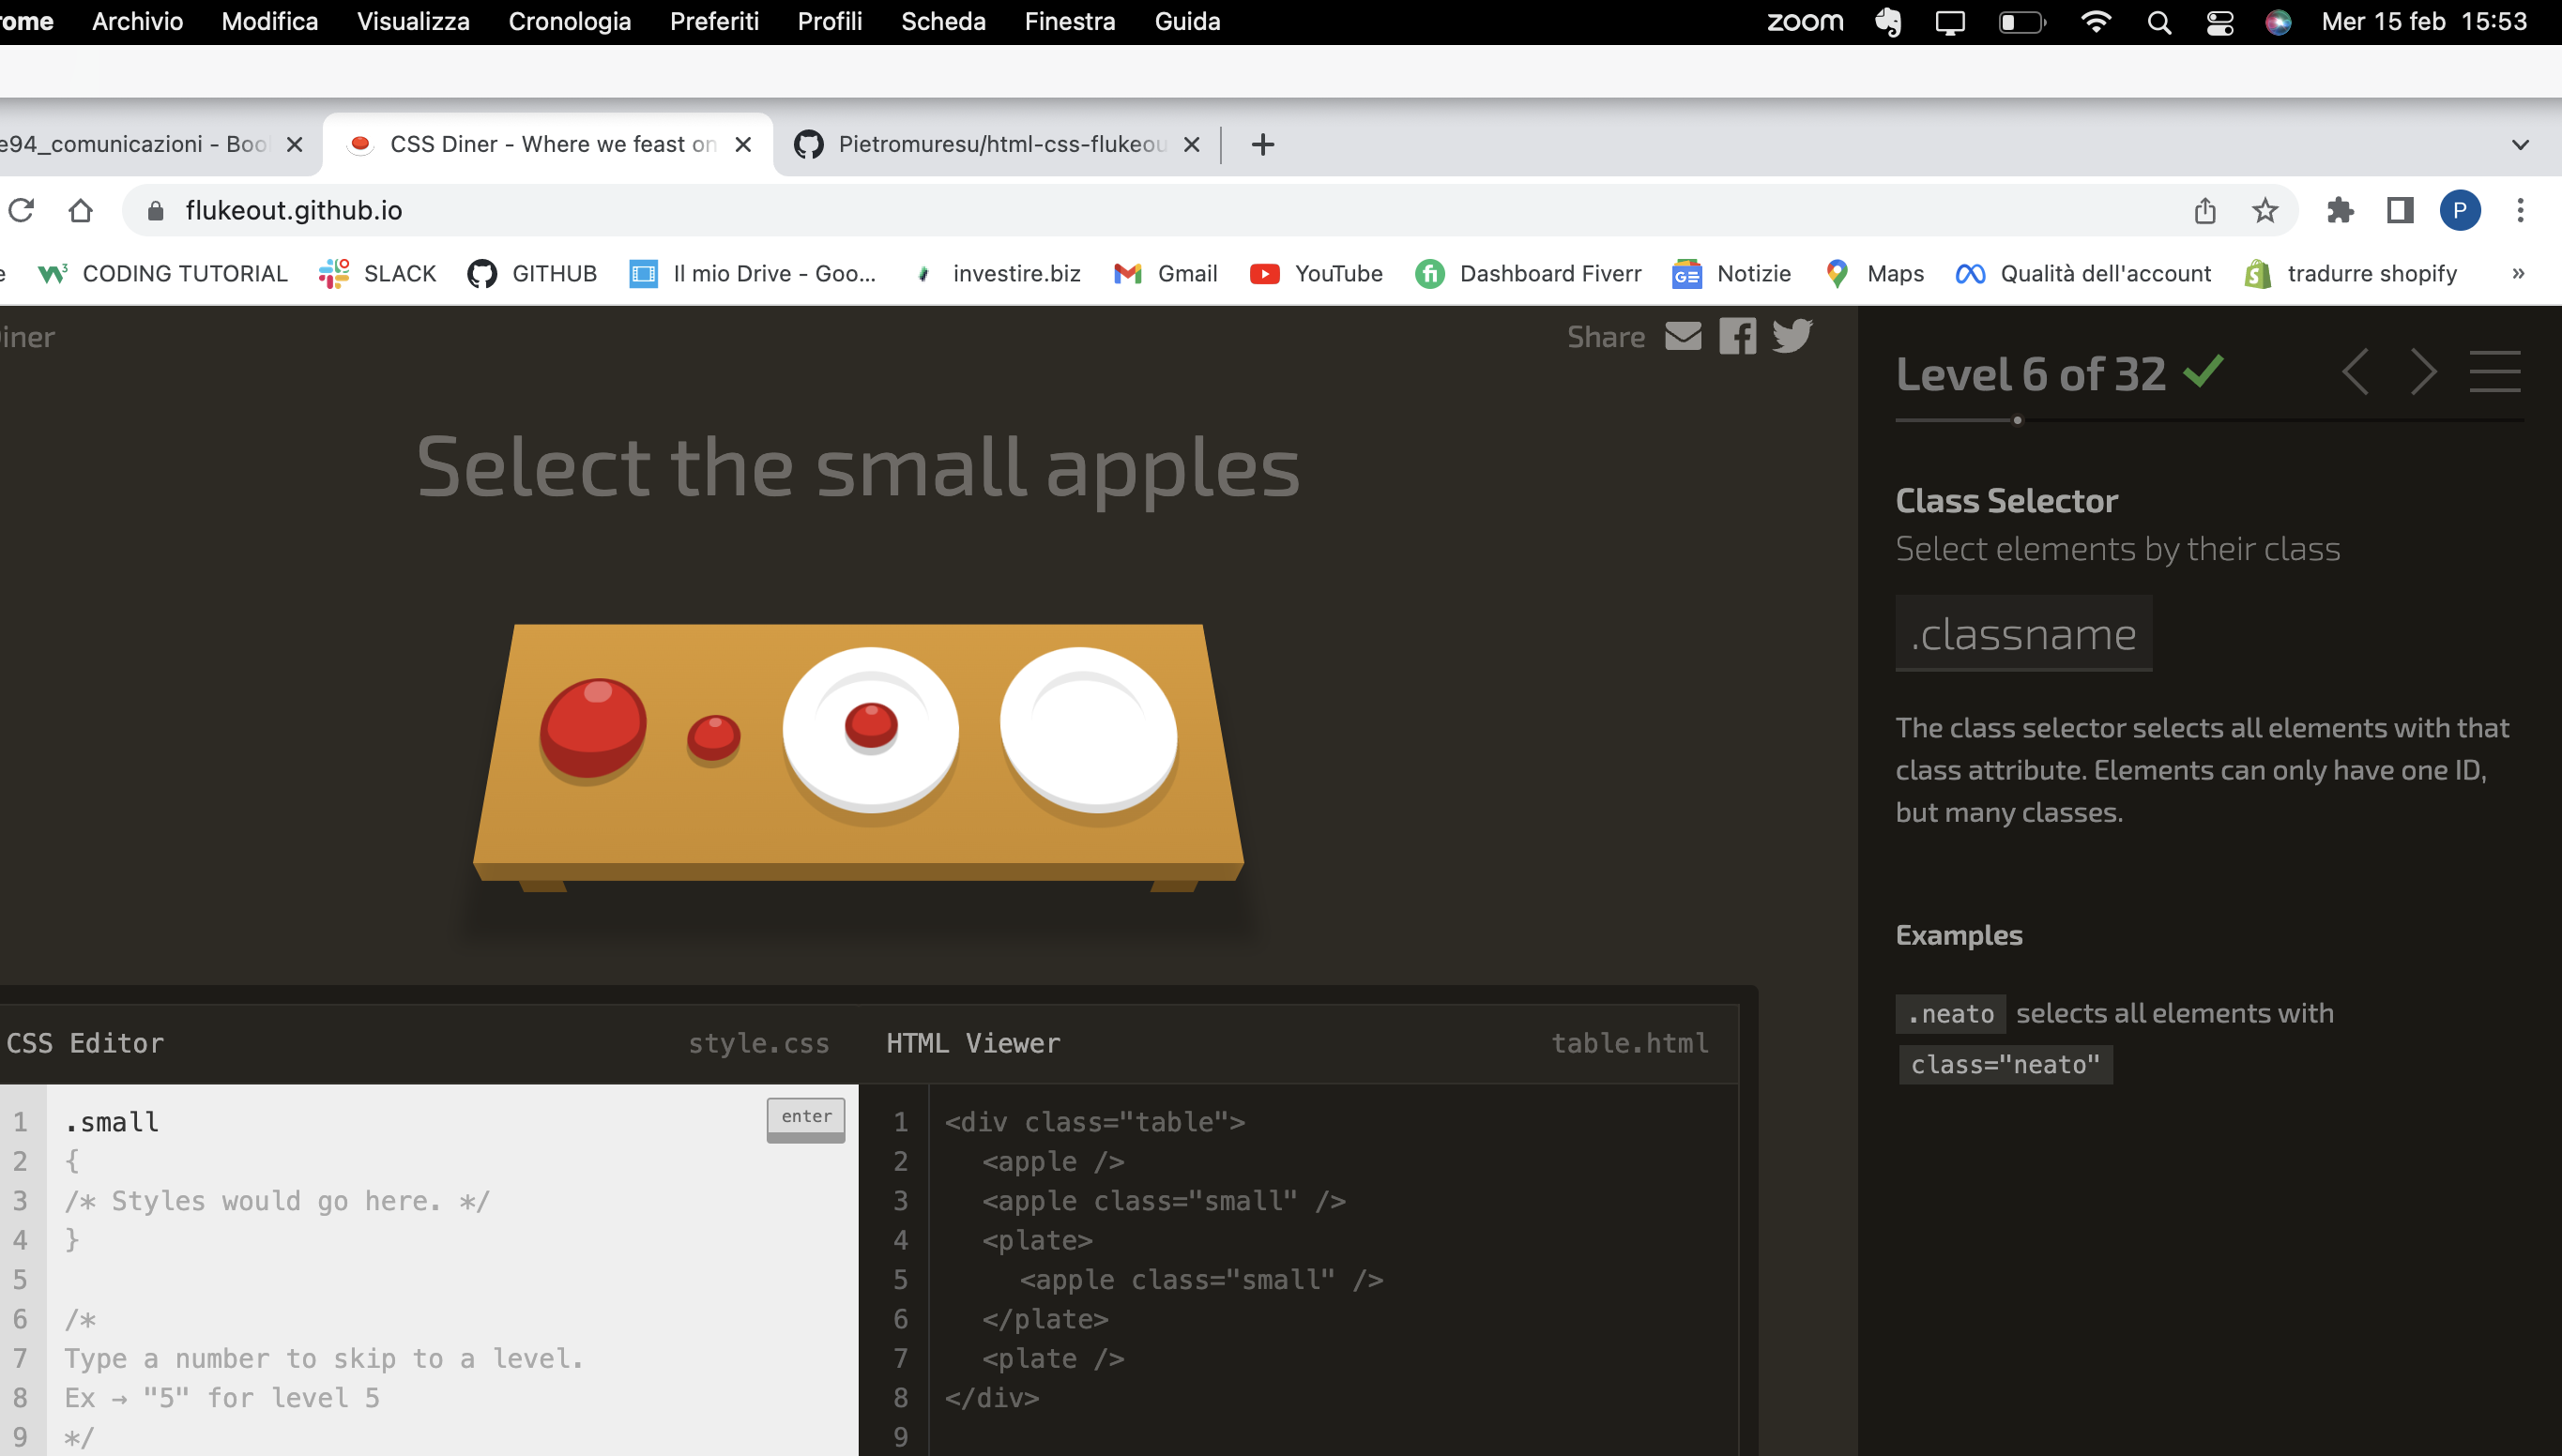 Archivio Modifica Visualizza Cronologia Preferiti Profili Scheda Finestra Guida zoom Mer 15 feb 15:53
e94_comunicazioni - CSS Diner - Where we feast on Pietromuresu/html-css-flukeou
flukeout.github.io P
CODING TUTORIAL SLACK GITHUB Il mio Drive - Goo... investire.biz Gmail YouTube Dashboard Fiverr Notizie Maps Qualità dell'account tradurre shopify »
Share
Level 6 of 32
Select the small apples
Class Selector
Select elements by their class
.classname
The class selector selects all elements with that
class attribute. Elements can only have one ID,
but many classes.
Examples
.neato selects all elements with
class="neato"
CSS Editor style.css HTML Viewer table.html
enter
1 .small
2 {
3 /* Styles would go here. */
4 }
5
6 /*
7 Type a number to skip to a level.
8 Ex → "5" for level 5
9 */
1 <div class="table">
2 <apple />
3 <apple class="small" />
4 <plate>
5 <apple class="small" />
6 </plate>
7 <plate />
8 </div>
9